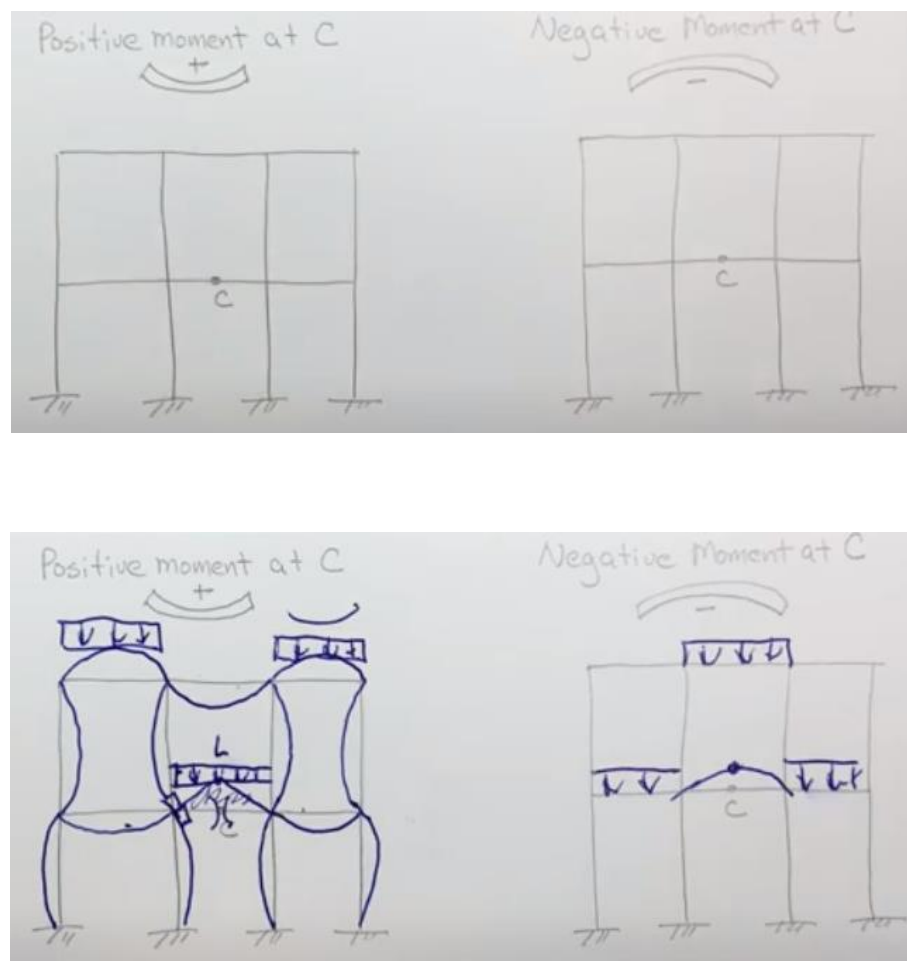 Positive moment at C
+
Negative Moment at C
-
C
C
Positive moment at C
+
Negative Moment at C
-
L
C
C